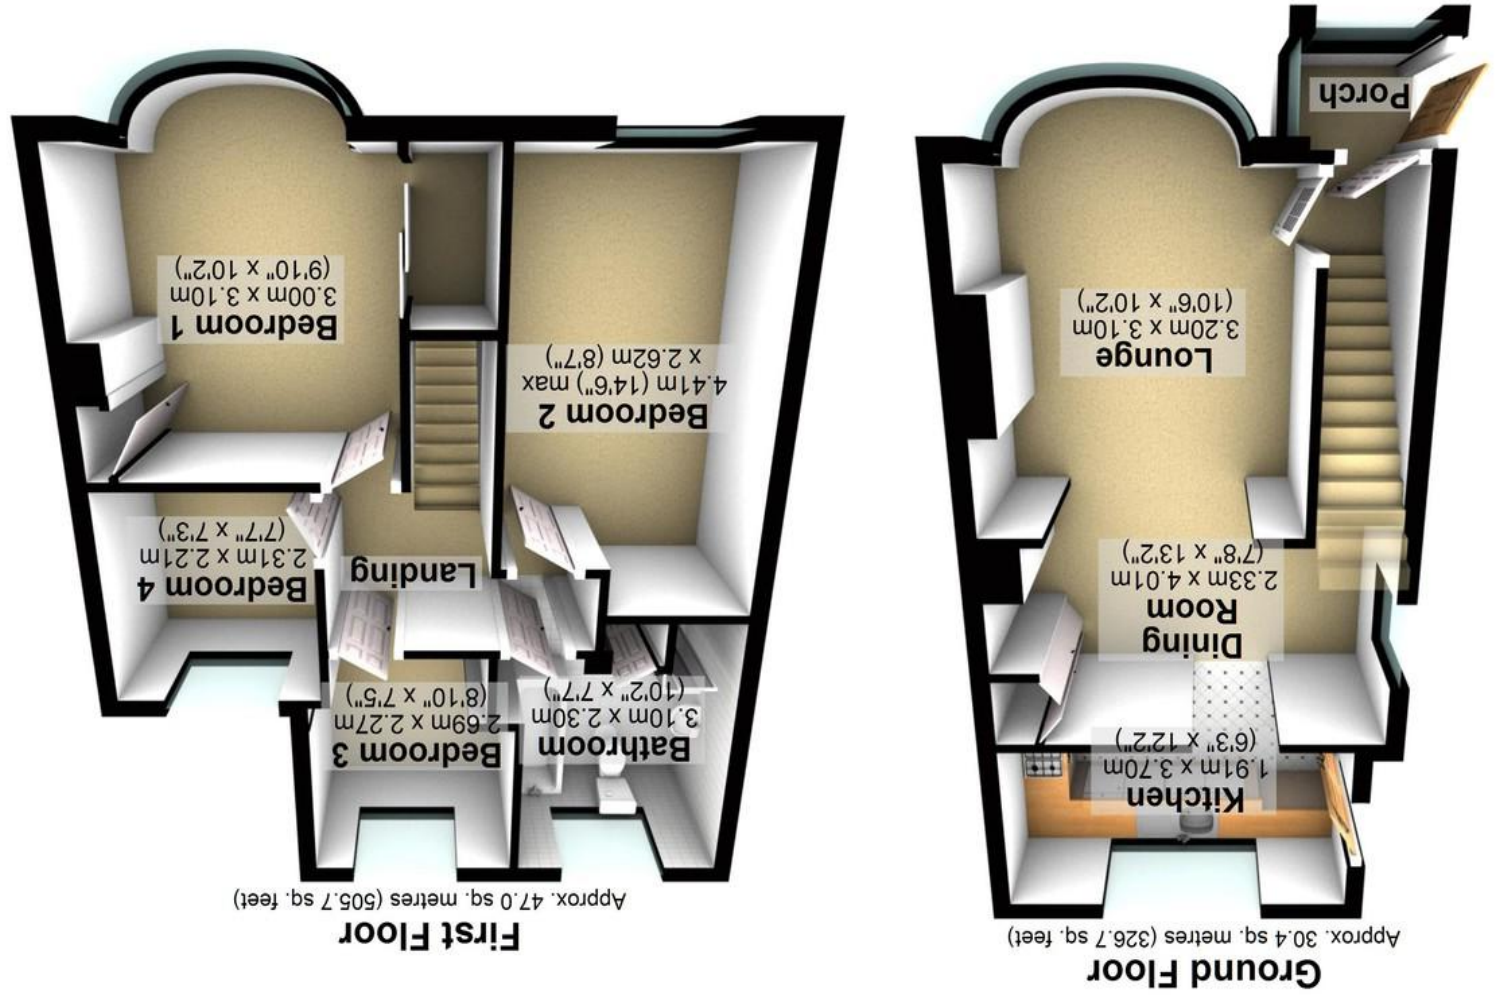 Ground Floor
Approx. 30.4 sq. metres (326.7 sq. feet)
Kitchen
1.91m x 3.70m
(6'3" x 12'2")
Dining
Room
2.33m x 4.01m
(7'8" x 13'2")
Lounge
3.20m x 3.10m
(10'6" x 10'2")
Porch
First Floor
Approx. 47.0 sq. metres (505.7 sq. feet)
Bathroom
3.10m x 2.30m
(10'2" x 7'7")
Bedroom 3
2.69m x 2.27m
(8'10" x 7'5")
Landing
Bedroom 4
2.31m x 2.21m
(7'7" x 7'3")
Bedroom 2
4.41m (14'6") max
x 2.62m (8'7")
Bedroom 1
3.00m x 3.10m
(9'10" x 10'2")